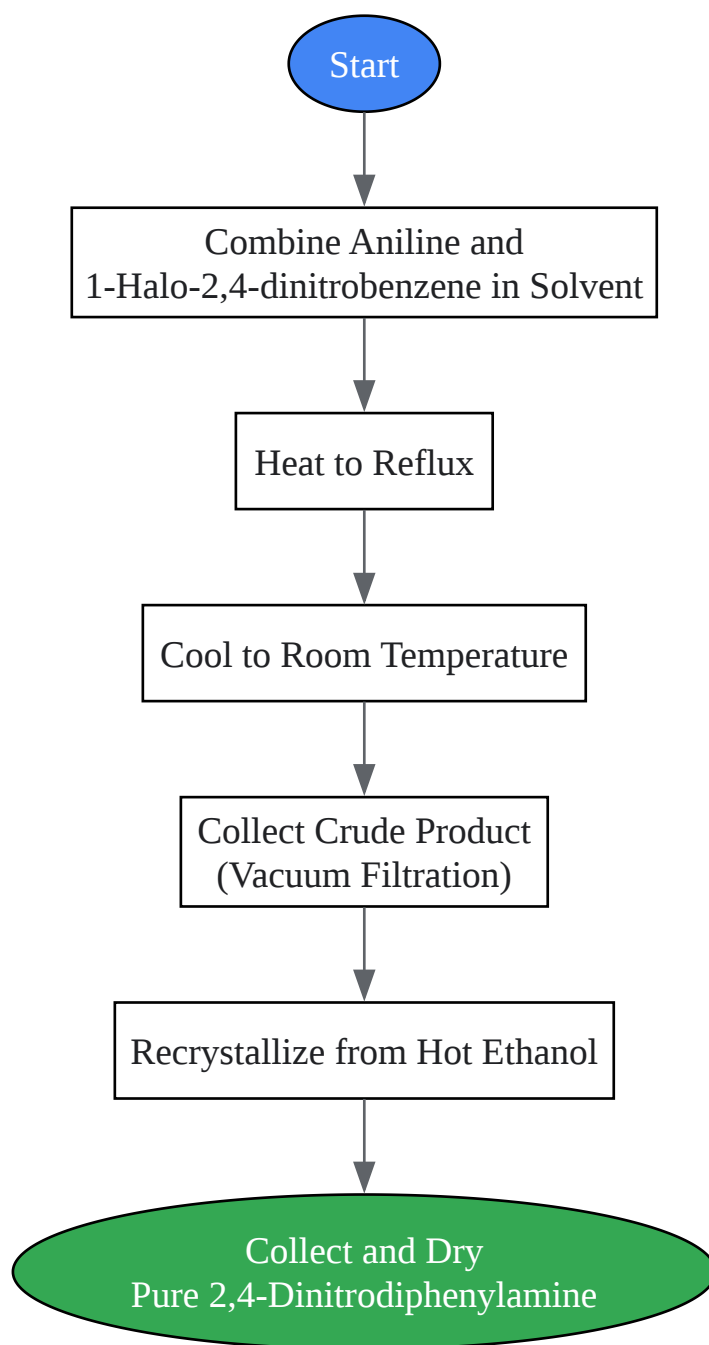 Start
Combine Aniline and
1-Halo-2,4-dinitrobenzene in Solvent
Heat to Reflux
Cool to Room Temperature
Collect Crude Product
(Vacuum Filtration)
Recrystallize from Hot Ethanol
Collect and Dry
Pure 2,4-Dinitrodiphenylamine